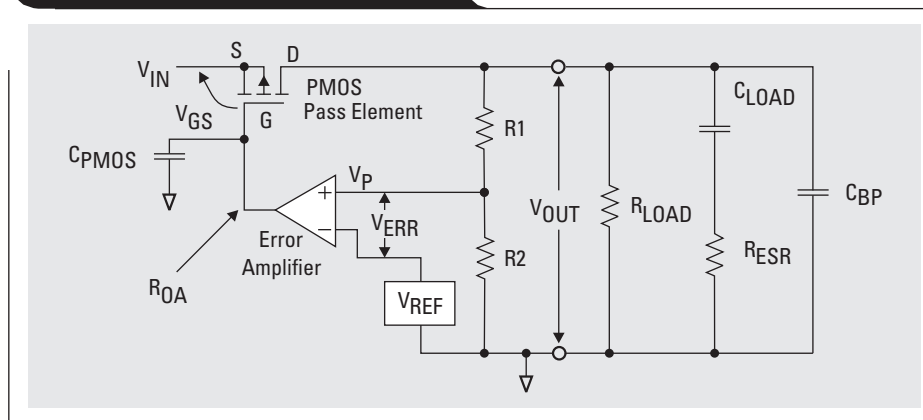 S D
V_IN
PMOS
Pass Element
V_GS
G
C_PMOS
R1
C_LOAD
V_P
+
V_ERR
−
Error
Amplifier
R_OA
V_REF
R2
V_OUT
R_LOAD
R_ESR
C_BP